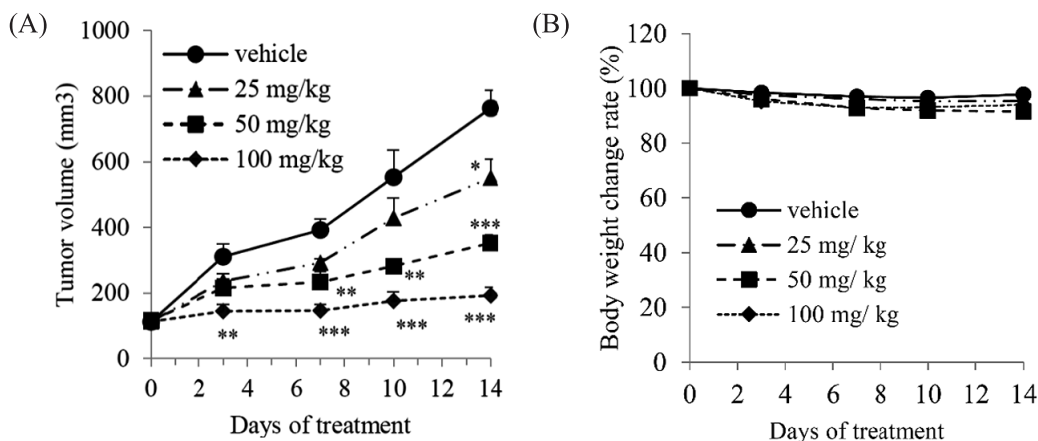 (A)
Tumor volume (mm3)
1000
800
600
400
200
0
vehicle
25 mg/kg
50 mg/kg
100 mg/kg
*
***
**
**
**
***
***
***
0 2 4 6 8 10 12 14
Days of treatment
(B)
Body weight change rate (%)
120
100
80
60
40
20
0
vehicle
25 mg/ kg
50 mg/ kg
100 mg/ kg
0 2 4 6 8 10 12 14
Days of treatment